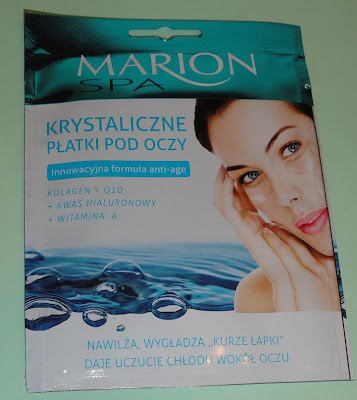 MARION
SPA
KRYSTALICZNE
PŁATKI POD OCZY
Innowacyjna formuła anti-age
KOLAGEN + Q10
+ KWAS HIALURONOWY
+ WITAMINA A
NAWILŻA, WYGŁADZA „KURZE ŁAPKI"
DAJE UCZUCIE CHŁODU WOKÓŁ OCZU